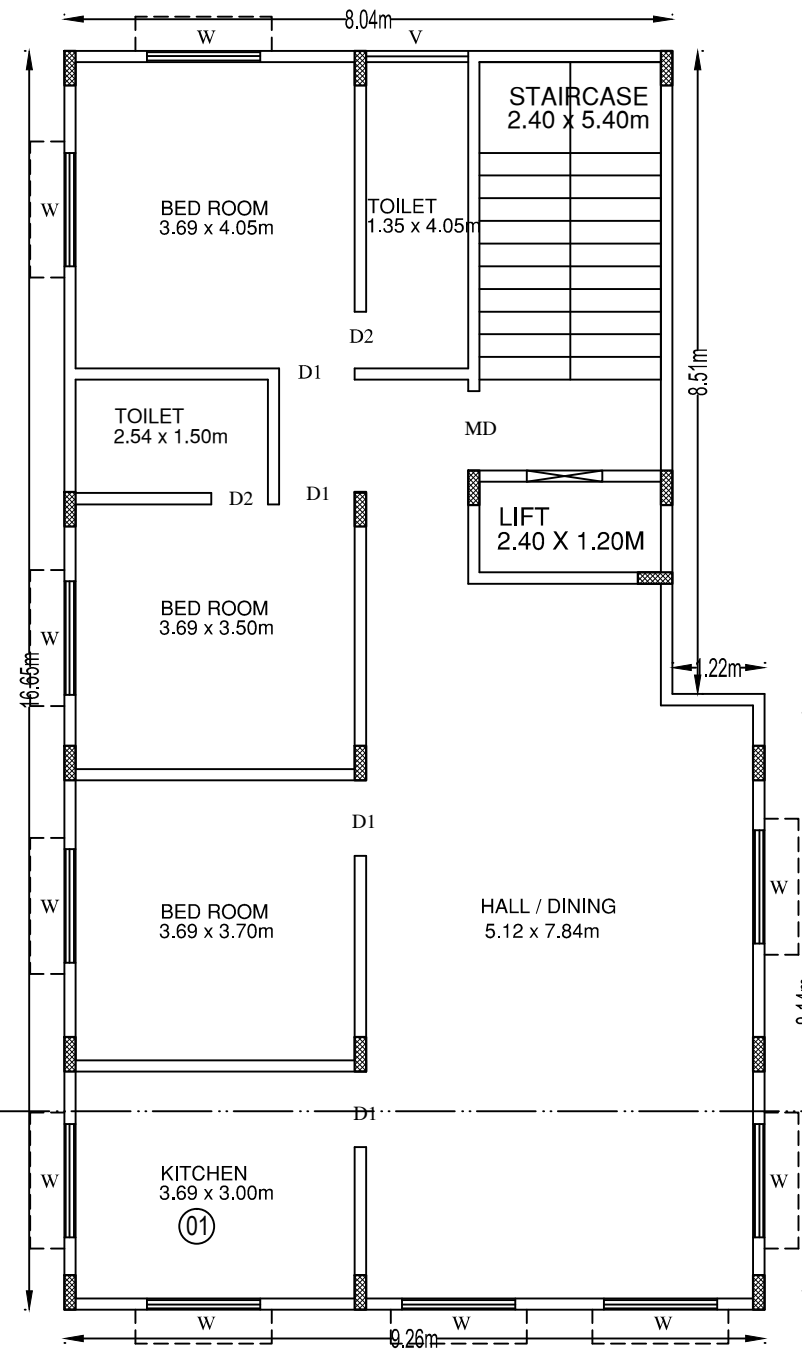 8.04m
W
V
STAIRCASE
2.40 x 5.40m
W
BED ROOM
3.69 x 4.05m
TOILET
1.35 x 4.05m
D2
D1
8.51m
TOILET
2.54 x 1.50m
MD
D2
D1
LIFT
2.40 X 1.20M
BED ROOM
3.69 x 3.50m
W
16.65m
1.22m
D1
W
BED ROOM
3.69 x 3.70m
HALL / DINING
5.12 x 7.84m
W
D1
W
KITCHEN
3.69 x 3.00m
01
W
W
W
W
9.26m